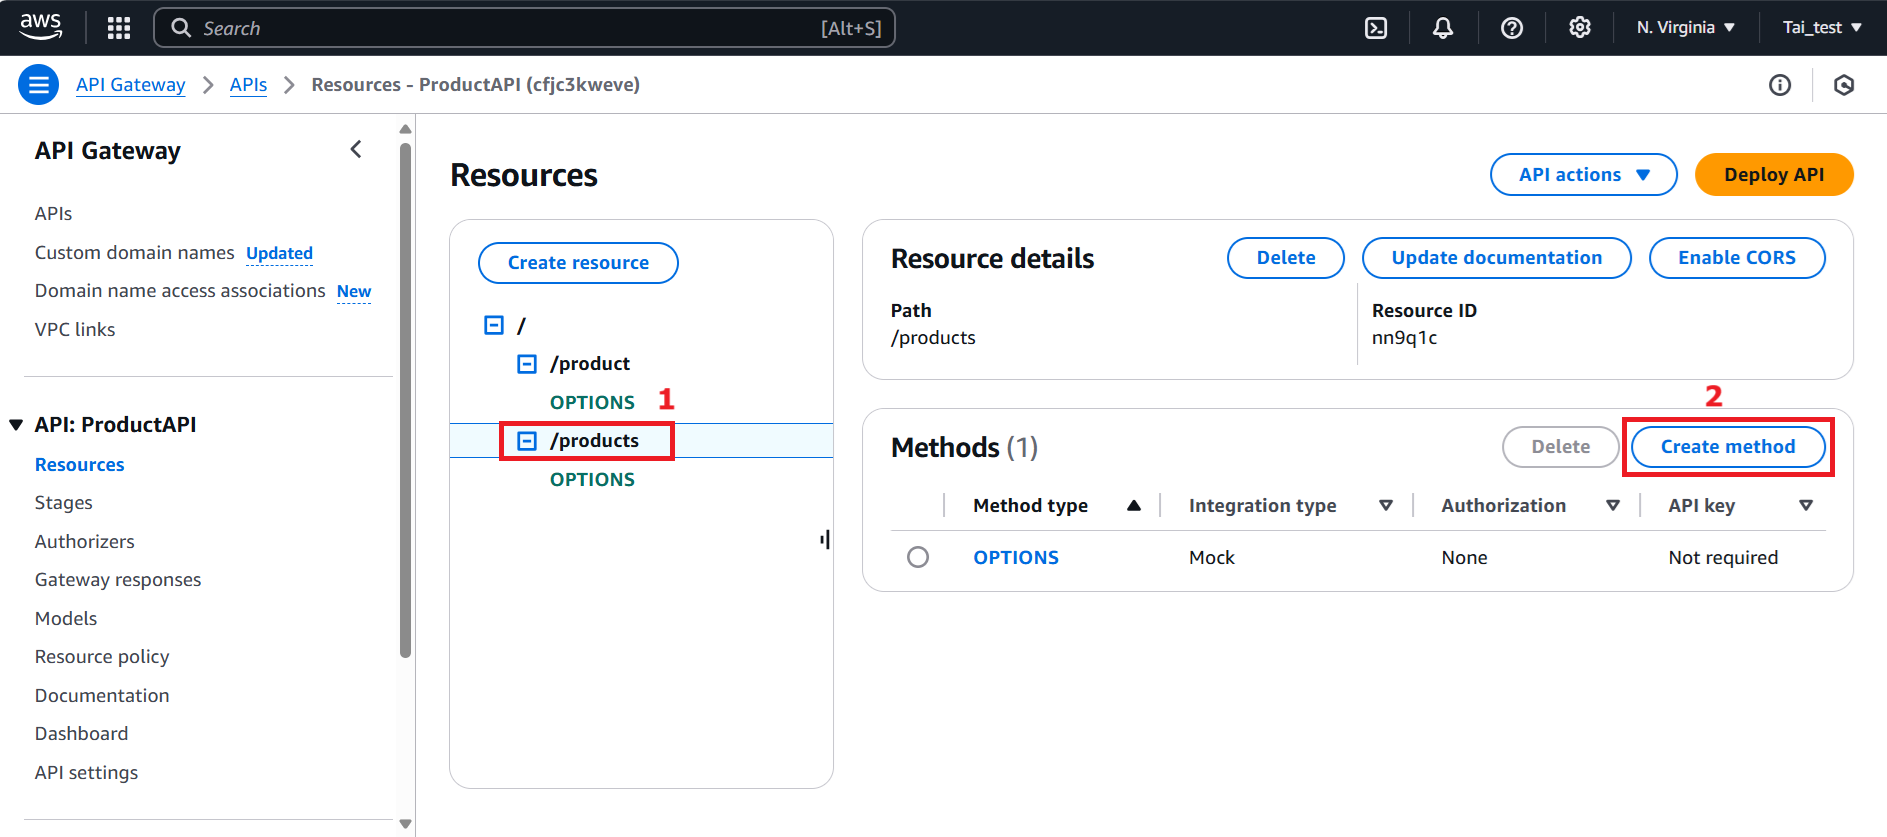 aws
Search [Alt+S]
N. Virginia
Tai_test
API Gateway
APIs
Resources - ProductAPI (cfjc3kweve)
API Gateway
APIs
Custom domain names Updated
Domain name access associations New
VPC links
API: ProductAPI
Resources
Stages
Authorizers
Gateway responses
Models
Resource policy
Documentation
Dashboard
API settings
Resources
API actions
Deploy API
Create resource
/
/product
OPTIONS 1
/products
OPTIONS
Resource details
Delete
Update documentation
Enable CORS
Path
/products
Resource ID
nn9q1c
2
Methods (1)
Delete
Create method
Method type Integration type Authorization API key
OPTIONS Mock None Not required